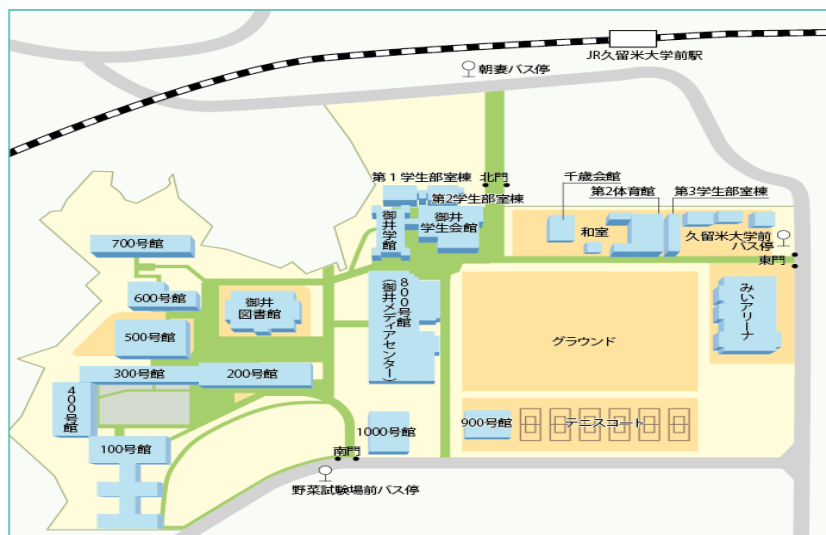 JR久留米大学前駅
朝妻バス停
第1学生部室棟
北門
千歳会館
第2学生部室棟
第2体育館
第3学生部室棟
御井
学館
御井
学生会館
和室
久留米大学前
バス停
東門
700号館
600号館
御井
図書館
800号館
(御井メディアセンター)
みいアリーナ
500号館
グラウンド
300号館
200号館
400号館
100号館
1000号館
900号館
テニスコート
南門
野菜試験場前バス停